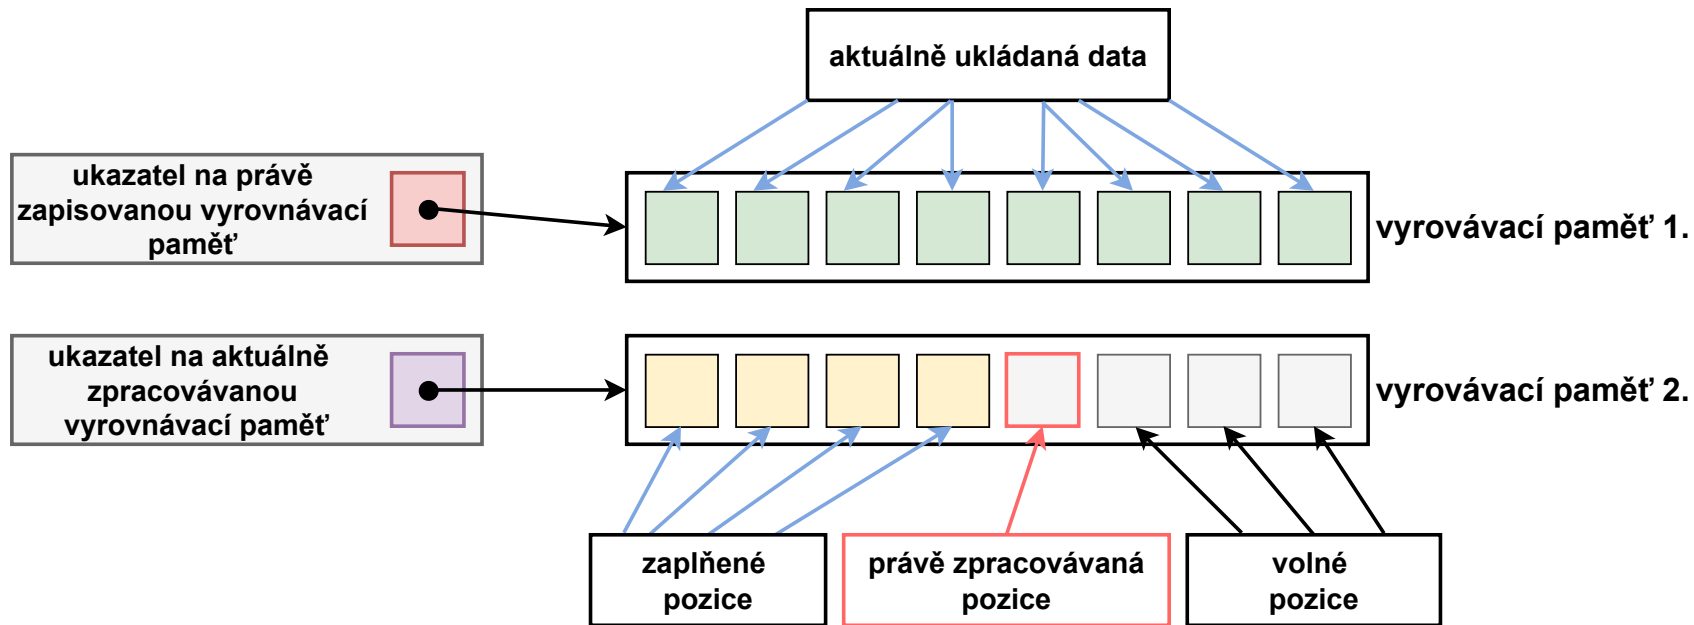 aktuálně ukládaná data
ukazatel na právě
zapisovanou vyrovnávací
paměť
vyrovávací paměť 1.
ukazatel na aktuálně
zpracovávanou
vyrovnávací paměť
vyrovávací paměť 2.
zaplňené
pozice
právě zpracovávaná
pozice
volné
pozice